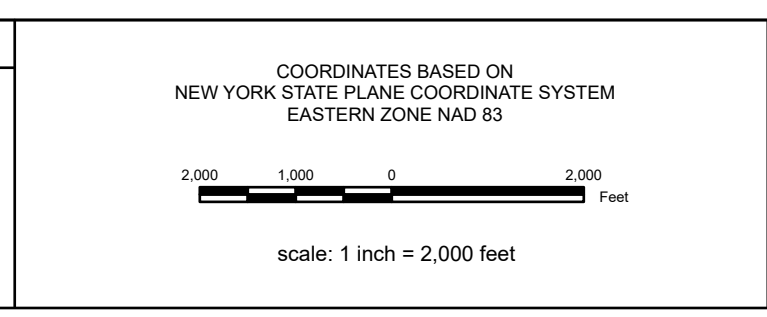 COORDINATES BASED ON
NEW YORK STATE PLANE COORDINATE SYSTEM
EASTERN ZONE NAD 83
2,000 1,000 0 2,000
Feet
scale: 1 inch = 2,000 feet